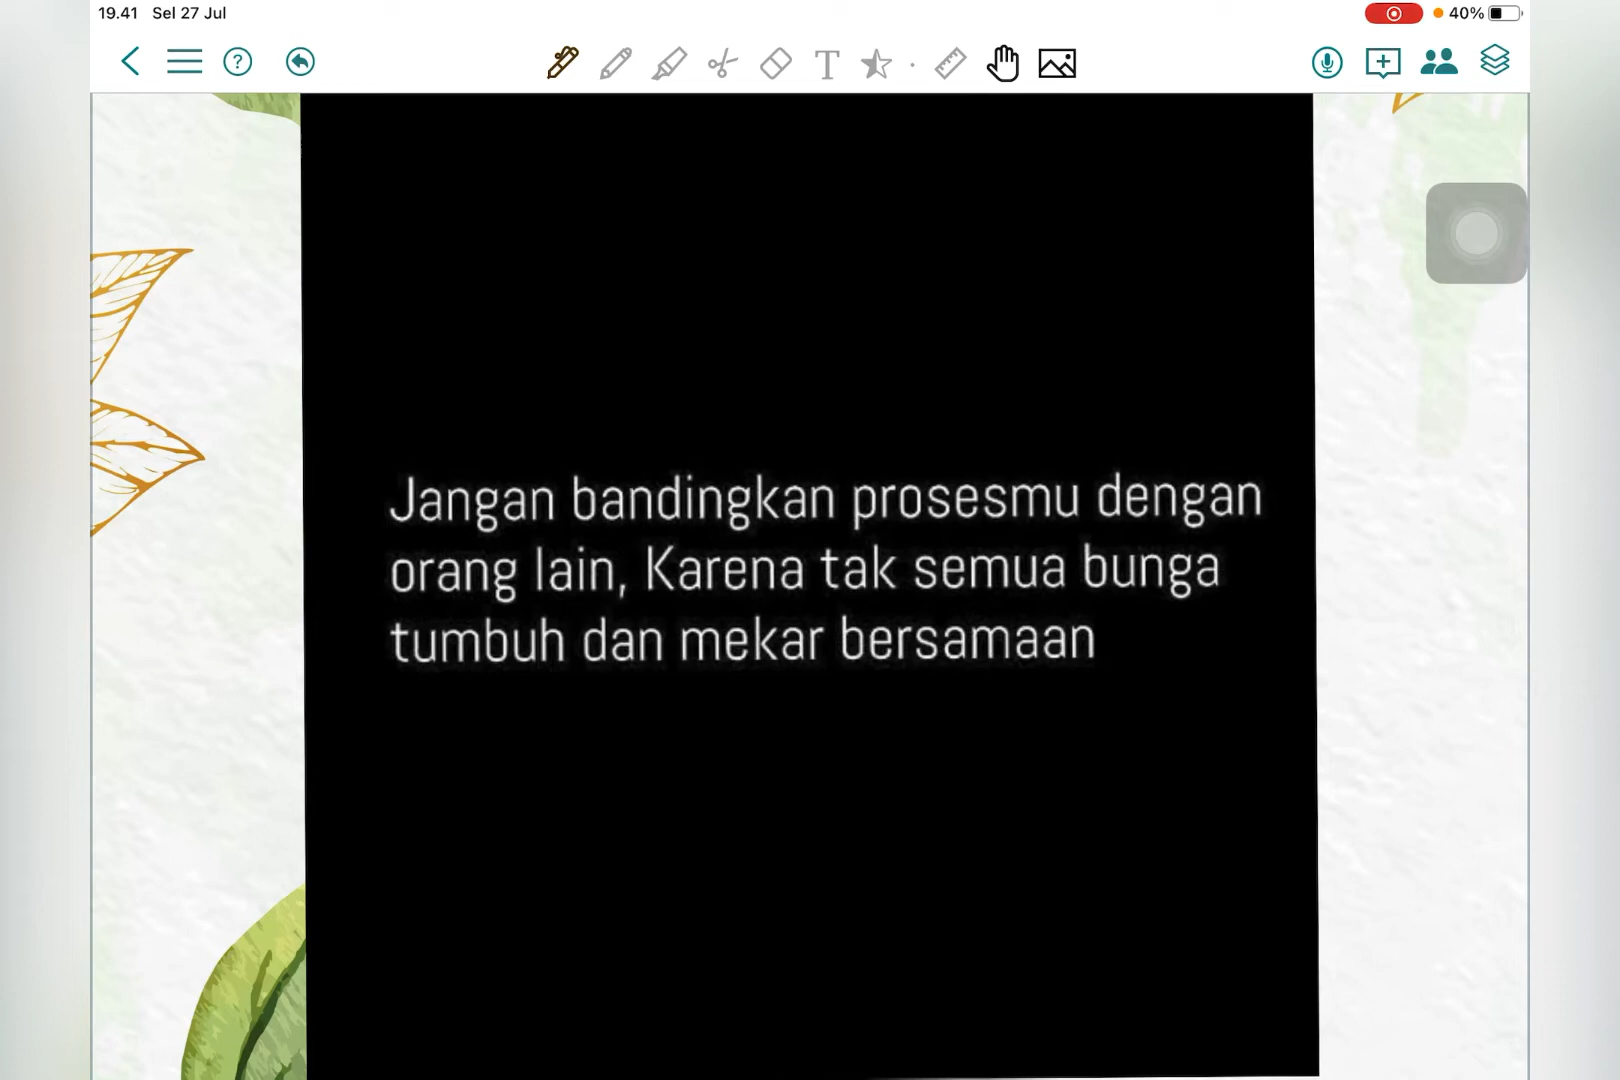 19.41 Sel 27 Jul
40%
T
Jangan bandingkan prosesmu dengan
orang lain, Karena tak semua bunga
tumbuh dan mekar bersamaan